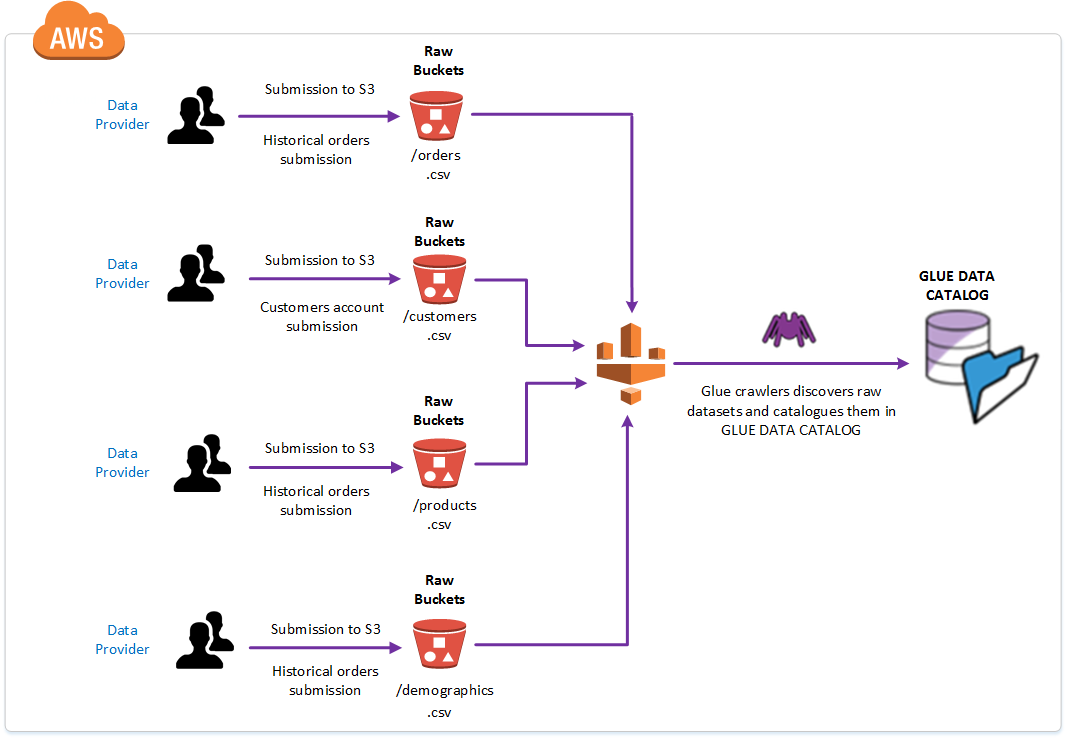 AWS
Raw
Buckets
Data
Provider
Submission to S3
Historical orders
submission
/orders
.csv
Raw
Buckets
Data
Provider
Submission to S3
Customers account
submission
/customers
.csv
GLUE DATA
CATALOG
Glue crawlers discovers raw
datasets and catalogues them in
GLUE DATA CATALOG
Raw
Buckets
Data
Provider
Submission to S3
Historical orders
submission
/products
.csv
Raw
Buckets
Data
Provider
Submission to S3
Historical orders
submission
/demographics
.csv